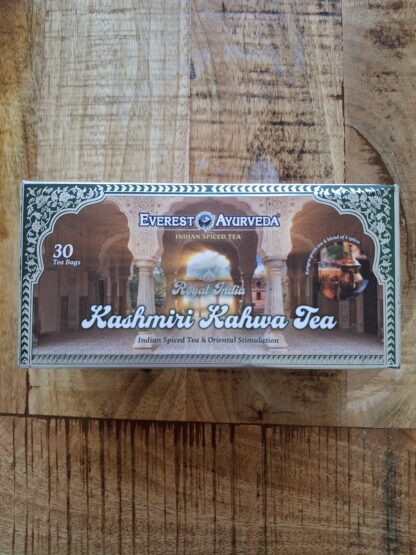 EVEREST AYURVEDA
INDIAN SPICED TEA
30
Tea Bags
Royal India
Kashmiri Kahwa Tea
Indian Spiced Tea & Oriental Stimulation